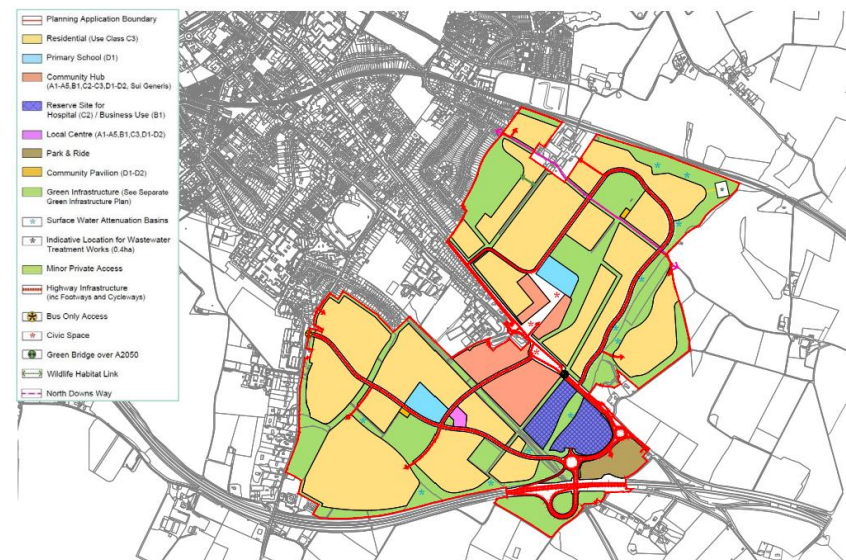 Planning Application Boundary
Residential (Use Class C3)
Primary School (D1)
Community Hub
(A1-A5,B1,C2-C3,D1-D2, Sui Generis)
Reserve Site for
Hospital (C2) / Business Use (B1)
Local Centre (A1-A5,B1,C3,D1-D2)
Park & Ride
Community Pavilion (D1-D2)
Green Infrastructure (See Separate
Green Infrastructure Plan)
Surface Water Attenuation Basins
Indicative Location for Wastewater
Treatment Works (0.4ha)
Minor Private Access
Highway Infrastructure
(inc Footways and Cycleways)
Bus Only Access
Civic Space
Green Bridge over A2050
Wildlife Habitat Link
North Downs Way